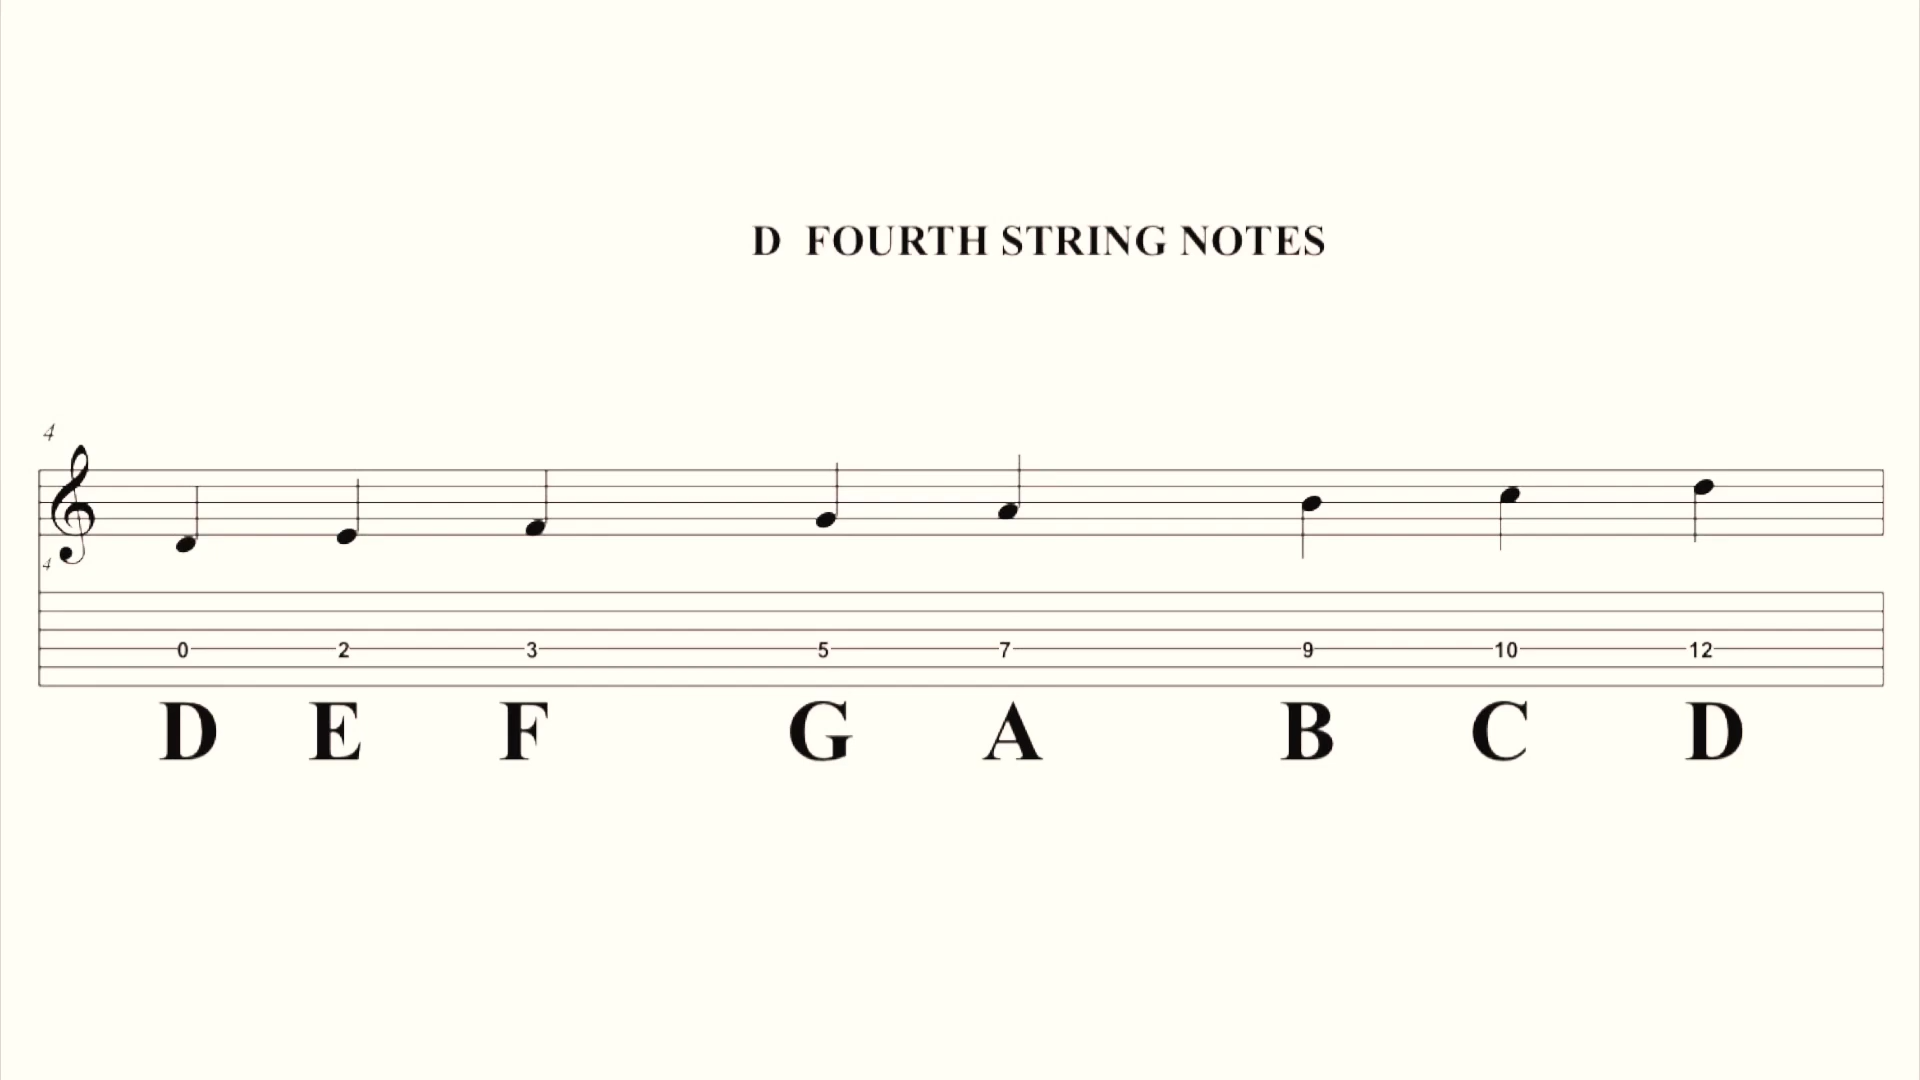 D FOURTH STRING NOTES
4
4
0 2 3 5 7 9 10 12
D E F G A B C D